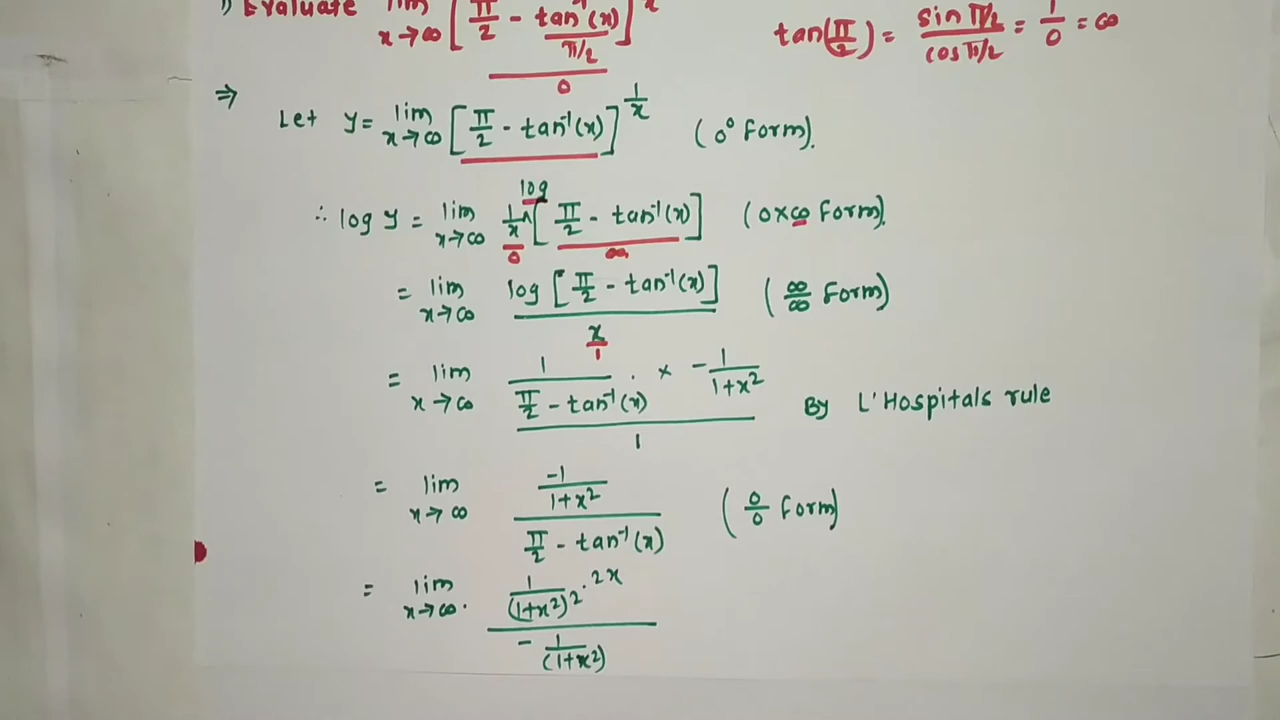 1) Evaluate lim x→∞ [π/2 - tan⁻¹(x)]^1/x
π/2
0
tan(π/2) = sin π/2 / cos π/2 = 1/0 = ∞
⇒ Let y = lim x→∞ [π/2 - tan⁻¹(x)]^1/x (0⁰ form).
∴ log y = lim x→∞ 1/x log [π/2 - tan⁻¹(x)] (0×∞ form).
0 ∞
= lim x→∞ log [π/2 - tan⁻¹(x)] / x (∞/∞ form)
1
= lim x→∞ 1/(π/2 - tan⁻¹(x)) × -1/(1+x²) / 1 By L'Hospitals rule
= lim x→∞ -1/(1+x²) / π/2 - tan⁻¹(x) (0/0 form)
= lim x→∞. 1/(1+x²)² · 2x / - 1/(1+x²)